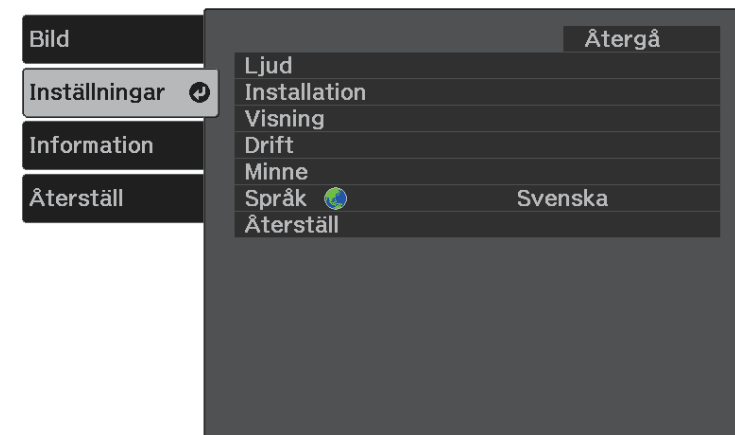 Bild
Inställningar
Information
Återställ
Återgå
Ljud
Installation
Visning
Drift
Minne
Språk Svenska
Återställ